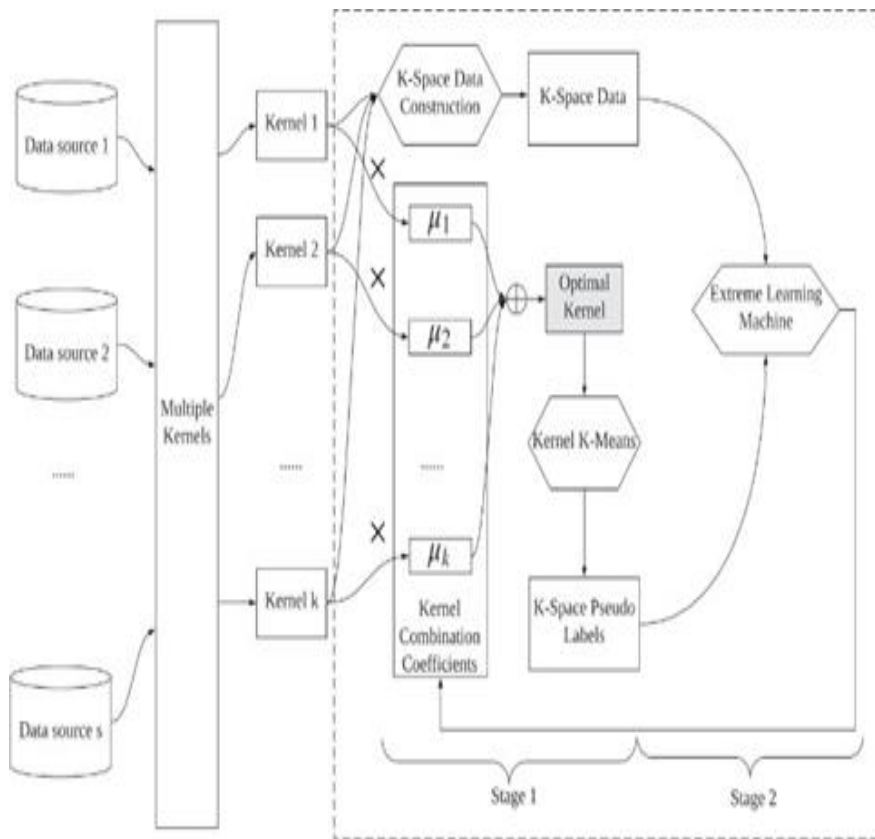 Data source 1
Data source 2
......
Data source s
Multiple
Kernels
Kernel 1
Kernel 2
......
Kernel k
K-Space Data
Construction
K-Space Data
×
μ1
×
μ2
......
×
μk
Kernel
Combination
Coefficients
Optimal
Kernel
Kernel K-Means
K-Space Pseudo
Labels
Extreme Learning
Machine
Stage 1
Stage 2